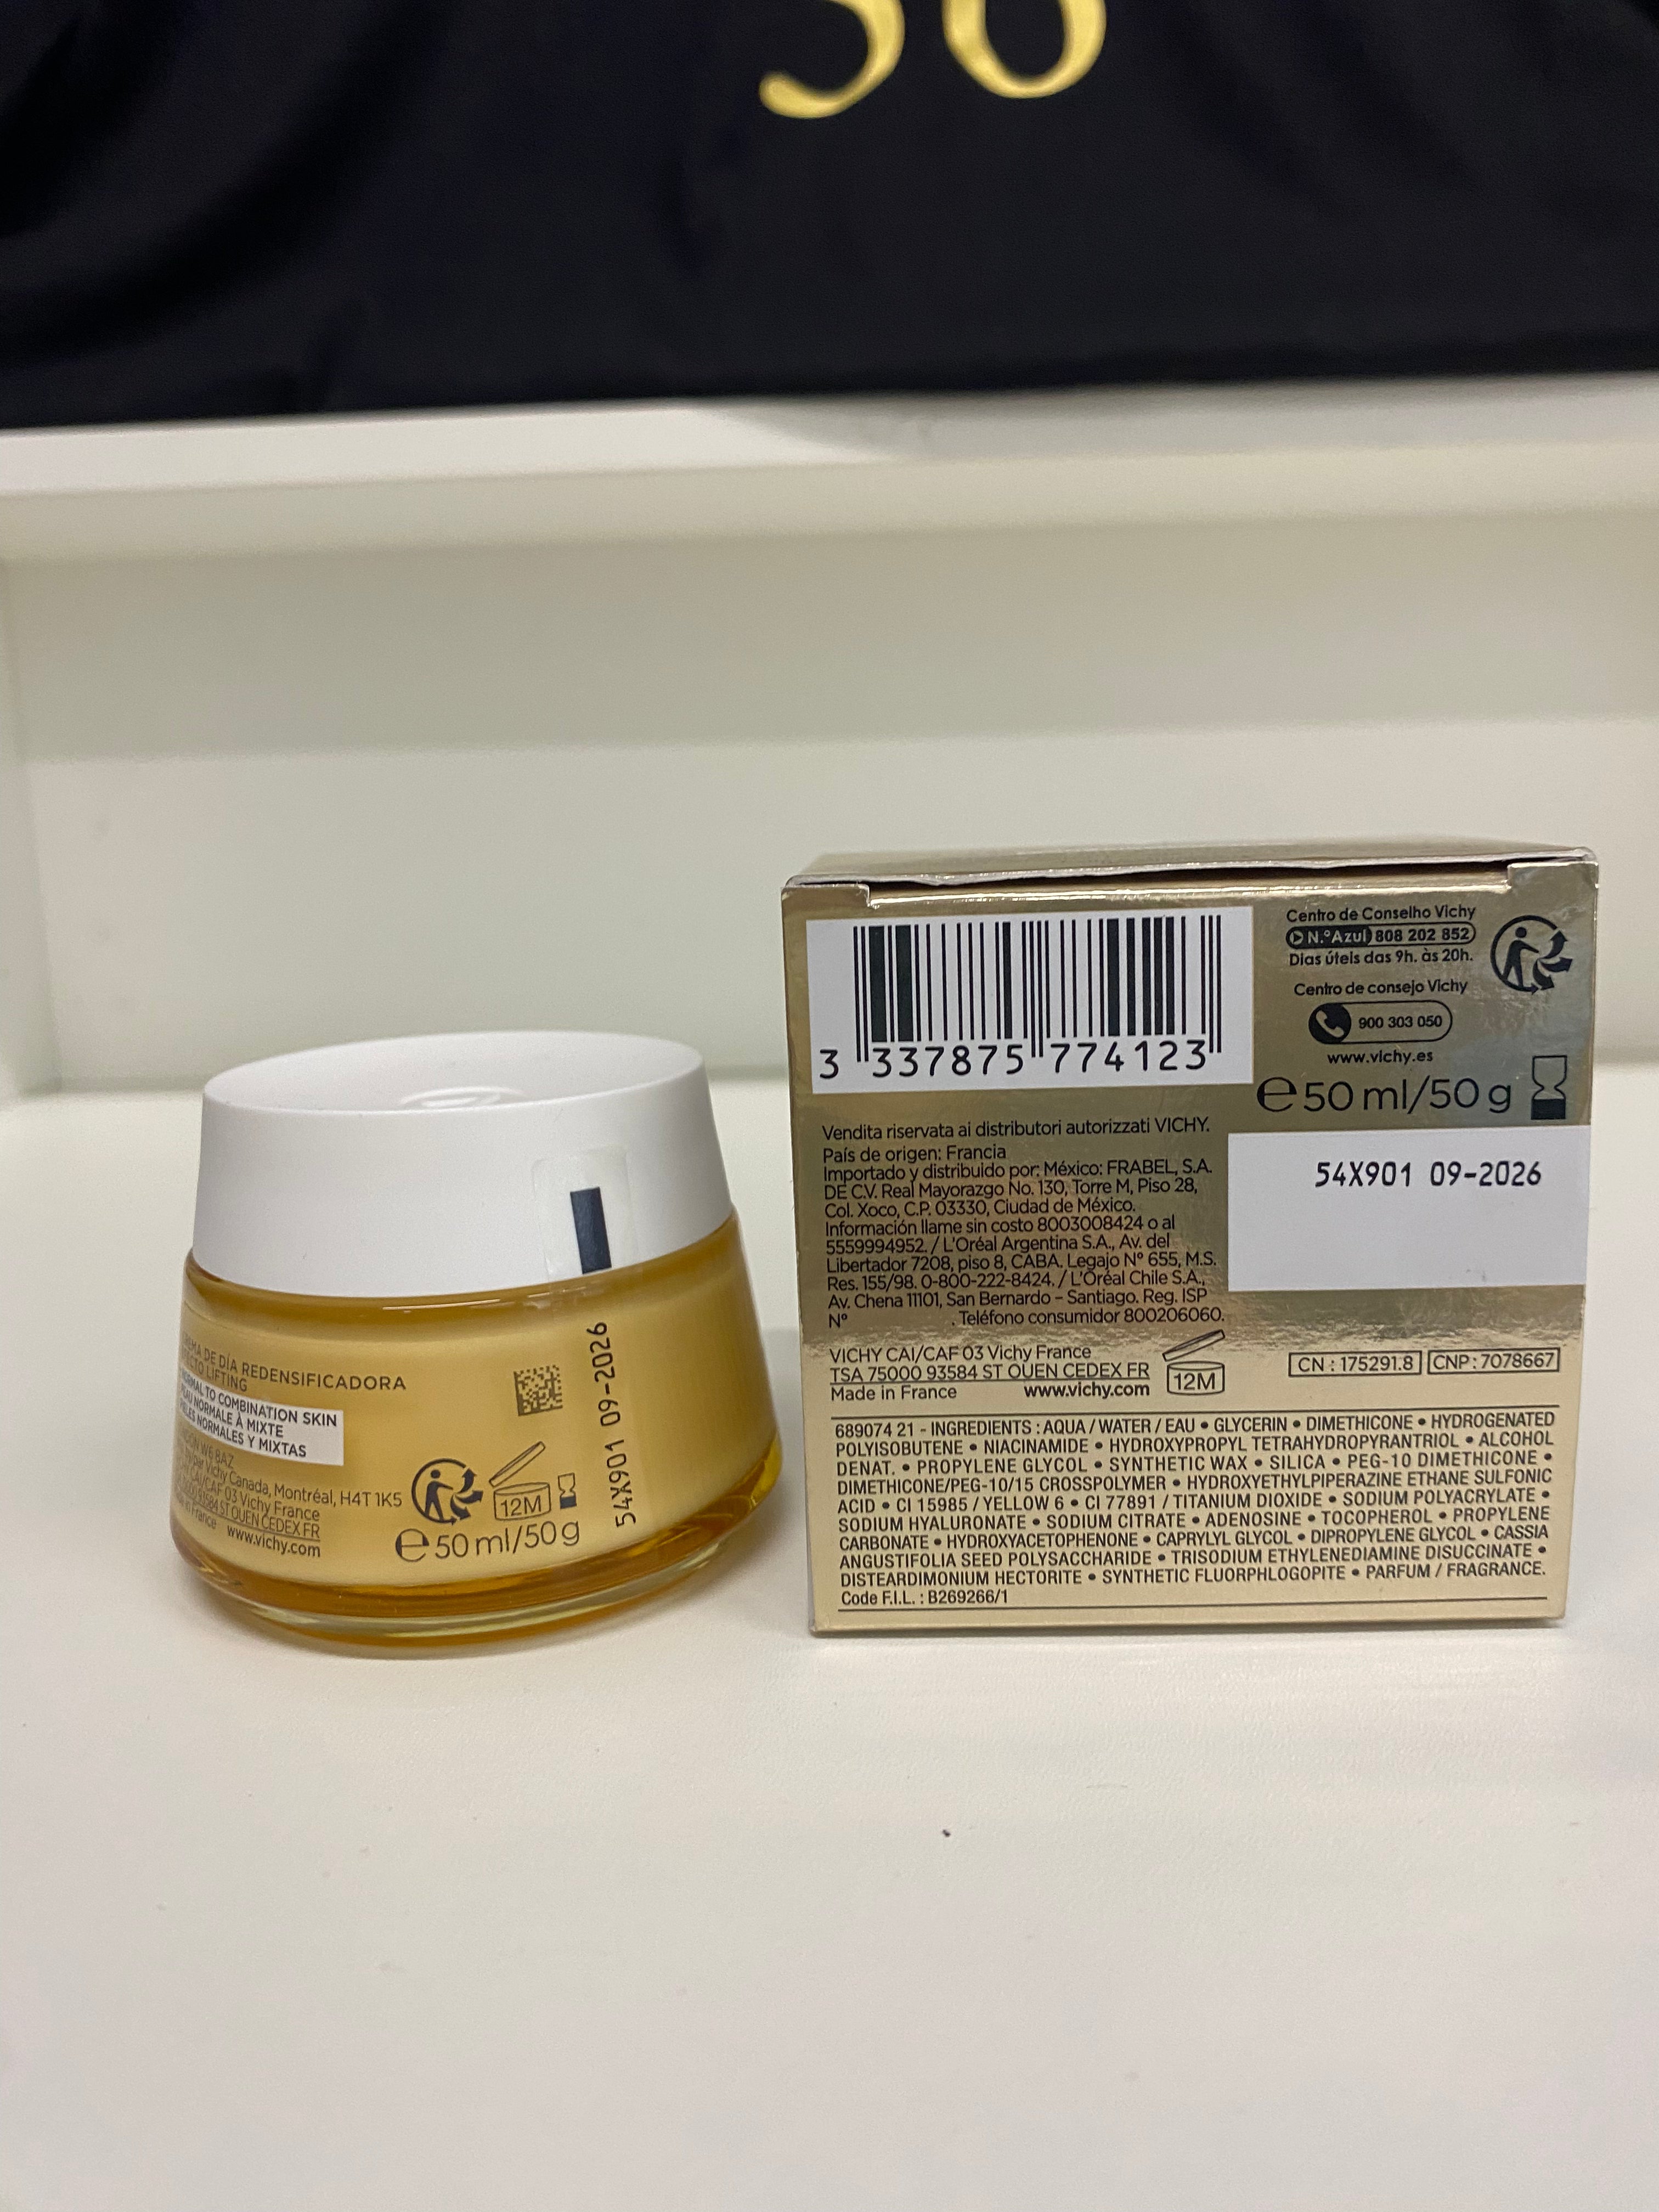 36
CREMA DE DÍA REDENSIFICADORA
EFECTO LIFTING
NORMAL TO COMBINATION SKIN
PEAU NORMALE À MIXTE
PIELES NORMALES Y MIXTAS
W6 8AZ
Vichy Canada, Montréal, H4T 1K5
CAI/CAF 03 Vichy France
93584 ST OUEN CEDEX FR
Made in France www.vichy.com
12M
e50 ml/50 g
54X901 09-2026
3 337875 774123
Centro de Conselho Vichy
N.º Azul 808 202 852
Dias úteis das 9h. às 20h.
Centro de consejo Vichy
900 303 050
www.vichy.es
e50 ml/50 g
54X901 09-2026
Vendita riservata ai distributori autorizzati VICHY.
País de origen: Francia
Importado y distribuido por: México: FRABEL, S.A.
DE C.V. Real Mayorazgo No. 130, Torre M, Piso 28,
Col. Xoco, C.P. 03330, Ciudad de México.
Información llame sin costo 8003008424 o al
5559994952. / L'Oréal Argentina S.A., Av. del
Libertador 7208, piso 8, CABA. Legajo N° 655, M.S.
Res. 155/98. 0-800-222-8424. / L'Oréal Chile S.A.,
Av. Chena 11101, San Bernardo – Santiago. Reg. ISP
N° . Teléfono consumidor 800206060.
VICHY CAI/CAF 03 Vichy France
TSA 75000 93584 ST OUEN CEDEX FR
Made in France www.vichy.com
12M
CN : 175291.8 CNP : 7078667
689074 21 - INGREDIENTS : AQUA / WATER / EAU • GLYCERIN • DIMETHICONE • HYDROGENATED
POLYISOBUTENE • NIACINAMIDE • HYDROXYPROPYL TETRAHYDROPYRANTRIOL • ALCOHOL
DENAT. • PROPYLENE GLYCOL • SYNTHETIC WAX • SILICA • PEG-10 DIMETHICONE •
DIMETHICONE/PEG-10/15 CROSSPOLYMER • HYDROXYETHYLPIPERAZINE ETHANE SULFONIC
ACID • CI 15985 / YELLOW 6 • CI 77891 / TITANIUM DIOXIDE • SODIUM POLYACRYLATE •
SODIUM HYALURONATE • SODIUM CITRATE • ADENOSINE • TOCOPHEROL • PROPYLENE
CARBONATE • HYDROXYACETOPHENONE • CAPRYLYL GLYCOL • DIPROPYLENE GLYCOL • CASSIA
ANGUSTIFOLIA SEED POLYSACCHARIDE • TRISODIUM ETHYLENEDIAMINE DISUCCINATE •
DISTEARDIMONIUM HECTORITE • SYNTHETIC FLUORPHLOGOPITE • PARFUM / FRAGRANCE.
Code F.I.L. : B269266/1